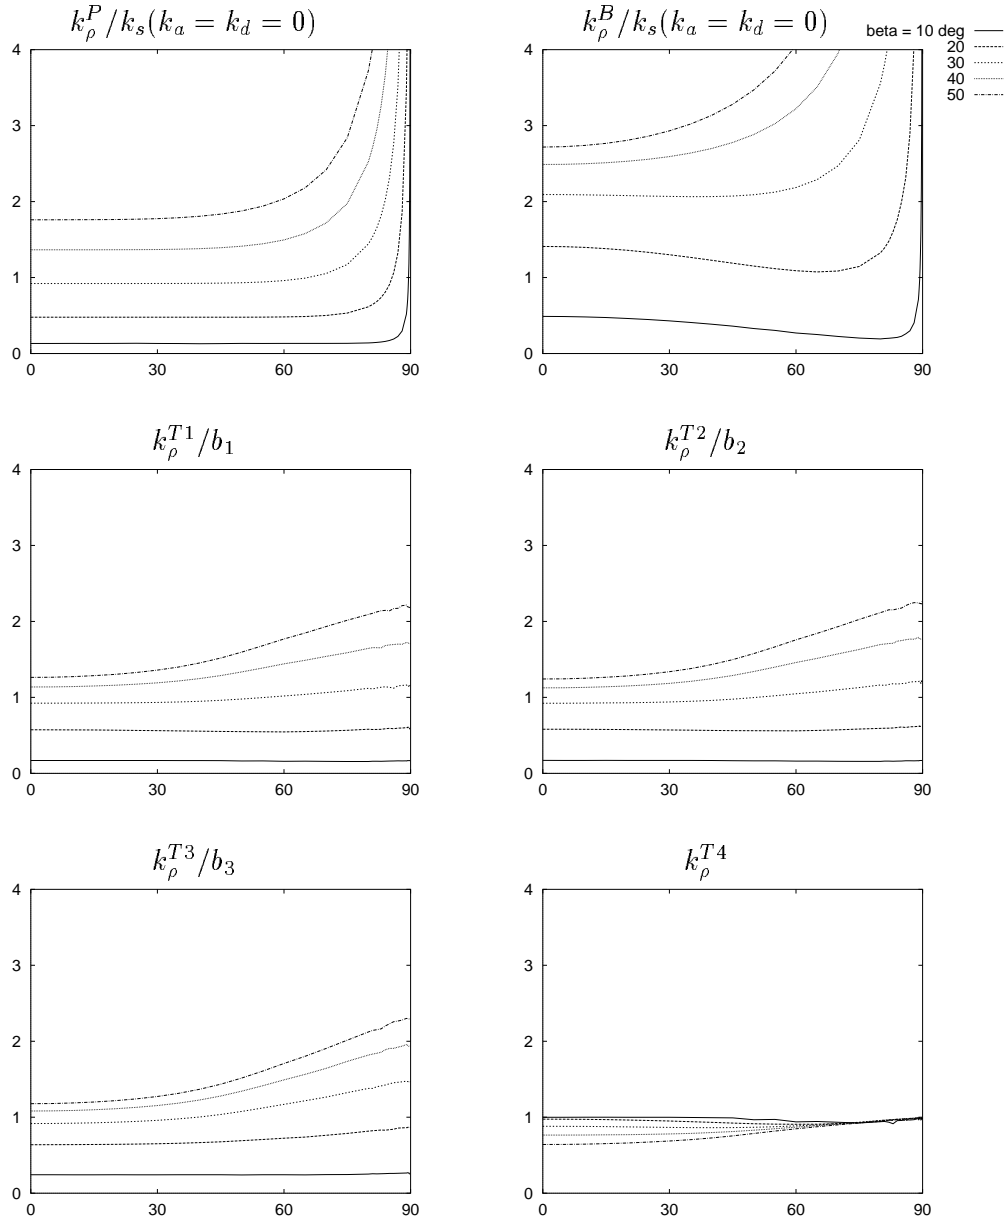 k_ρ^P/k_s(k_a = k_d = 0)
4
3
2
1
0
0 30 60 90
k_ρ^B/k_s(k_a = k_d = 0)
beta = 10 deg
20
30
40
50
4
3
2
1
0
0 30 60 90
k_ρ^{T1}/b_1
4
3
2
1
0
0 30 60 90
k_ρ^{T2}/b_2
4
3
2
1
0
0 30 60 90
k_ρ^{T3}/b_3
4
3
2
1
0
0 30 60 90
k_ρ^{T4}
4
3
2
1
0
0 30 60 90